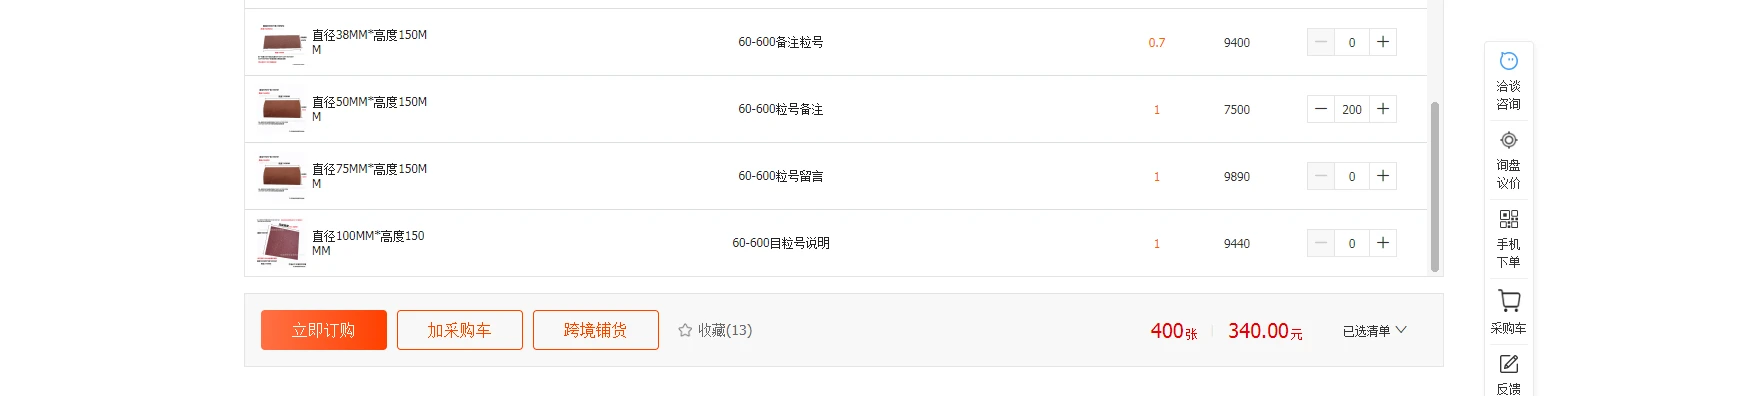 直径38MM*高度150M
M
60-600备注粒号
0.7
9400
0
直径50MM*高度150M
M
60-600粒号备注
1
7500
200
直径75MM*高度150M
M
60-600粒号留言
1
9890
0
直径100MM*高度150
MM
60-600目粒号说明
1
9440
0
立即订购
加采购车
跨境铺货
收藏(13)
400张
340.00元
已选清单
洽谈
咨询
询盘
议价
手机
下单
采购车
反馈